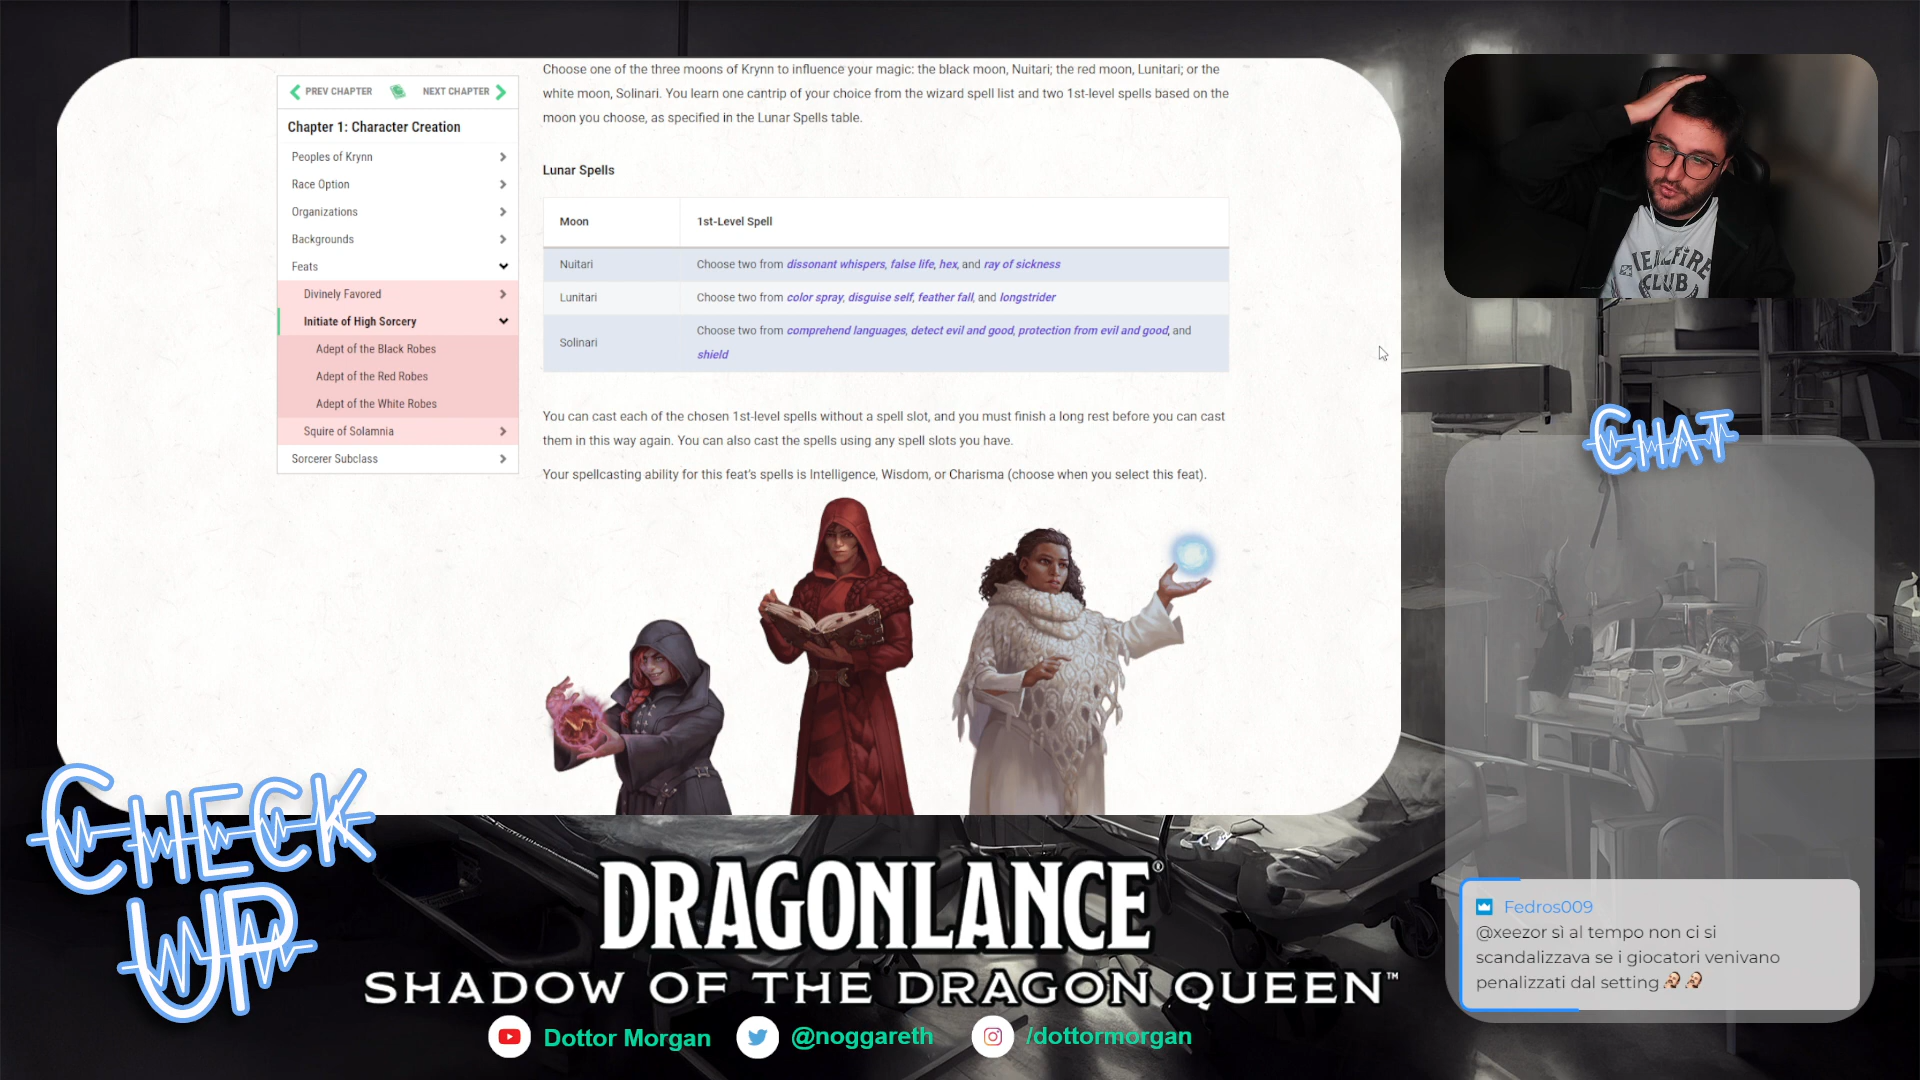 PREV CHAPTER
NEXT CHAPTER
Chapter 1: Character Creation
Peoples of Krynn
Race Option
Organizations
Backgrounds
Feats
Divinely Favored
Initiate of High Sorcery
Adept of the Black Robes
Adept of the Red Robes
Adept of the White Robes
Squire of Solamnia
Sorcerer Subclass
Choose one of the three moons of Krynn to influence your magic: the black moon, Nuitari; the red moon, Lunitari; or the
white moon, Solinari. You learn one cantrip of your choice from the wizard spell list and two 1st-level spells based on the
moon you choose, as specified in the Lunar Spells table.
Lunar Spells
Moon 1st-Level Spell
Nuitari Choose two from dissonant whispers, false life, hex, and ray of sickness
Lunitari Choose two from color spray, disguise self, feather fall, and longstrider
Solinari Choose two from comprehend languages, detect evil and good, protection from evil and good, and
shield
You can cast each of the chosen 1st-level spells without a spell slot, and you must finish a long rest before you can cast
them in this way again. You can also cast the spells using any spell slots you have.
Your spellcasting ability for this feat's spells is Intelligence, Wisdom, or Charisma (choose when you select this feat).
CLUB
CHAT
Fedros009
@xeezor sì al tempo non ci si
scandalizzava se i giocatori venivano
penalizzati dal setting
CHECK
UP
DRAGONLANCE®
SHADOW OF THE DRAGON QUEEN™
Dottor Morgan
@noggareth
/dottormorgan